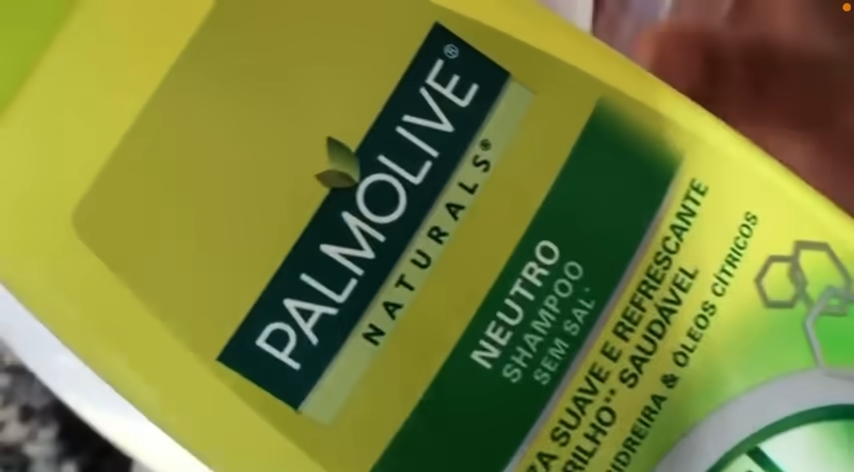 PALMOLIVE®
NATURALS®
NEUTRO
SHAMPOO
SEM SAL*
SUAVE E REFRESCANTE
SAUDÁVEL
& ÓLEOS CÍTRICOS